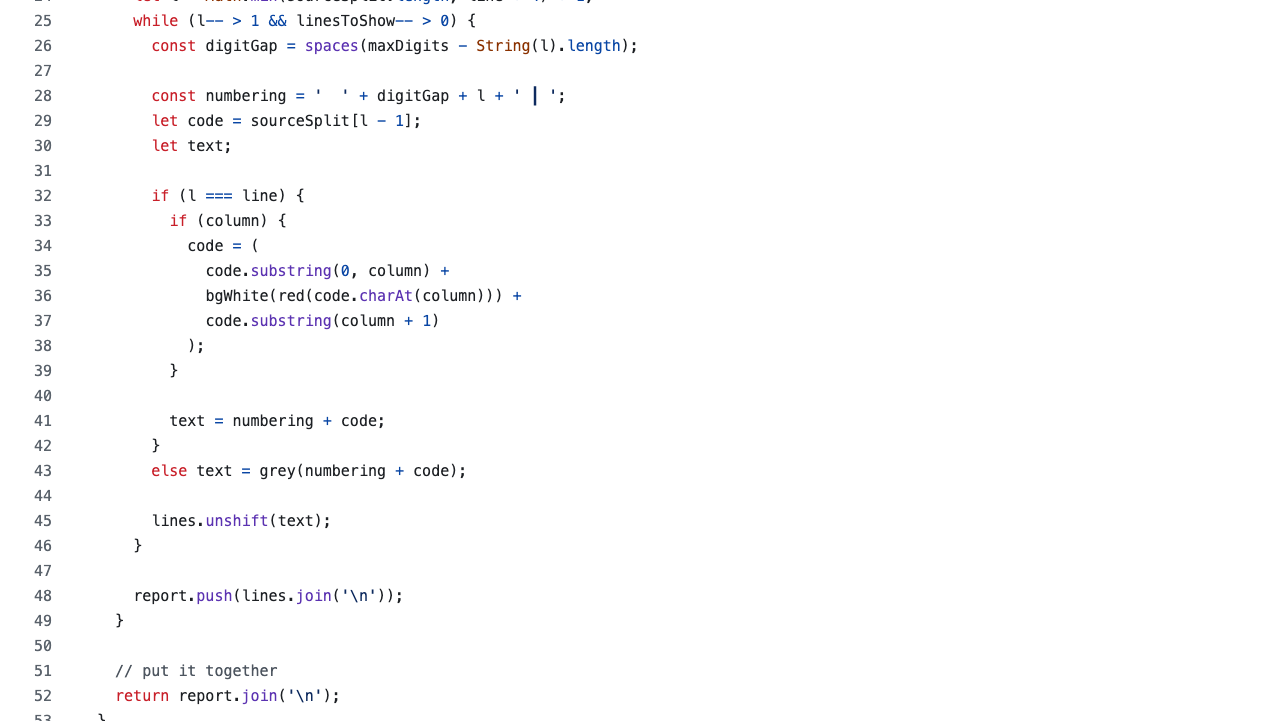 25 while (l-- > 1 && linesToShow-- > 0) {
26 const digitGap = spaces(maxDigits - String(l).length);
27
28 const numbering = '  ' + digitGap + l + ' | ';
29 let code = sourceSplit[l - 1];
30 let text;
31
32 if (l === line) {
33 if (column) {
34 code = (
35 code.substring(0, column) +
36 bgWhite(red(code.charAt(column))) +
37 code.substring(column + 1)
38 );
39 }
40
41 text = numbering + code;
42 }
43 else text = grey(numbering + code);
44
45 lines.unshift(text);
46 }
47
48 report.push(lines.join('\n'));
49 }
50
51 // put it together
52 return report.join('\n');
53 }